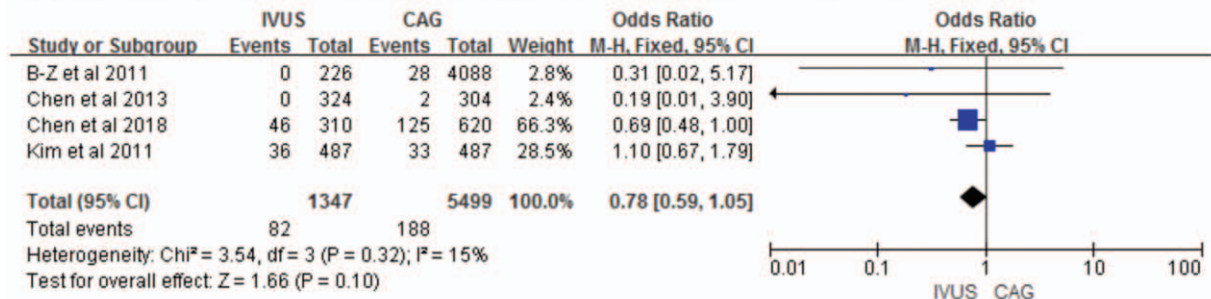 IVUS CAG Odds Ratio Odds Ratio
Study or Subgroup Events Total Events Total Weight M-H, Fixed, 95% CI M-H, Fixed, 95% CI
B-Z et al 2011 0 226 28 4088 2.8% 0.31 [0.02, 5.17]
Chen et al 2013 0 324 2 304 2.4% 0.19 [0.01, 3.90]
Chen et al 2018 46 310 125 620 66.3% 0.69 [0.48, 1.00]
Kim et al 2011 36 487 33 487 28.5% 1.10 [0.67, 1.79]
Total (95% CI) 1347 5499 100.0% 0.78 [0.59, 1.05]
Total events 82 188
Heterogeneity: Chi² = 3.54, df = 3 (P = 0.32); I² = 15%
Test for overall effect: Z = 1.66 (P = 0.10)
0.01 0.1 1 10 100
IVUS CAG